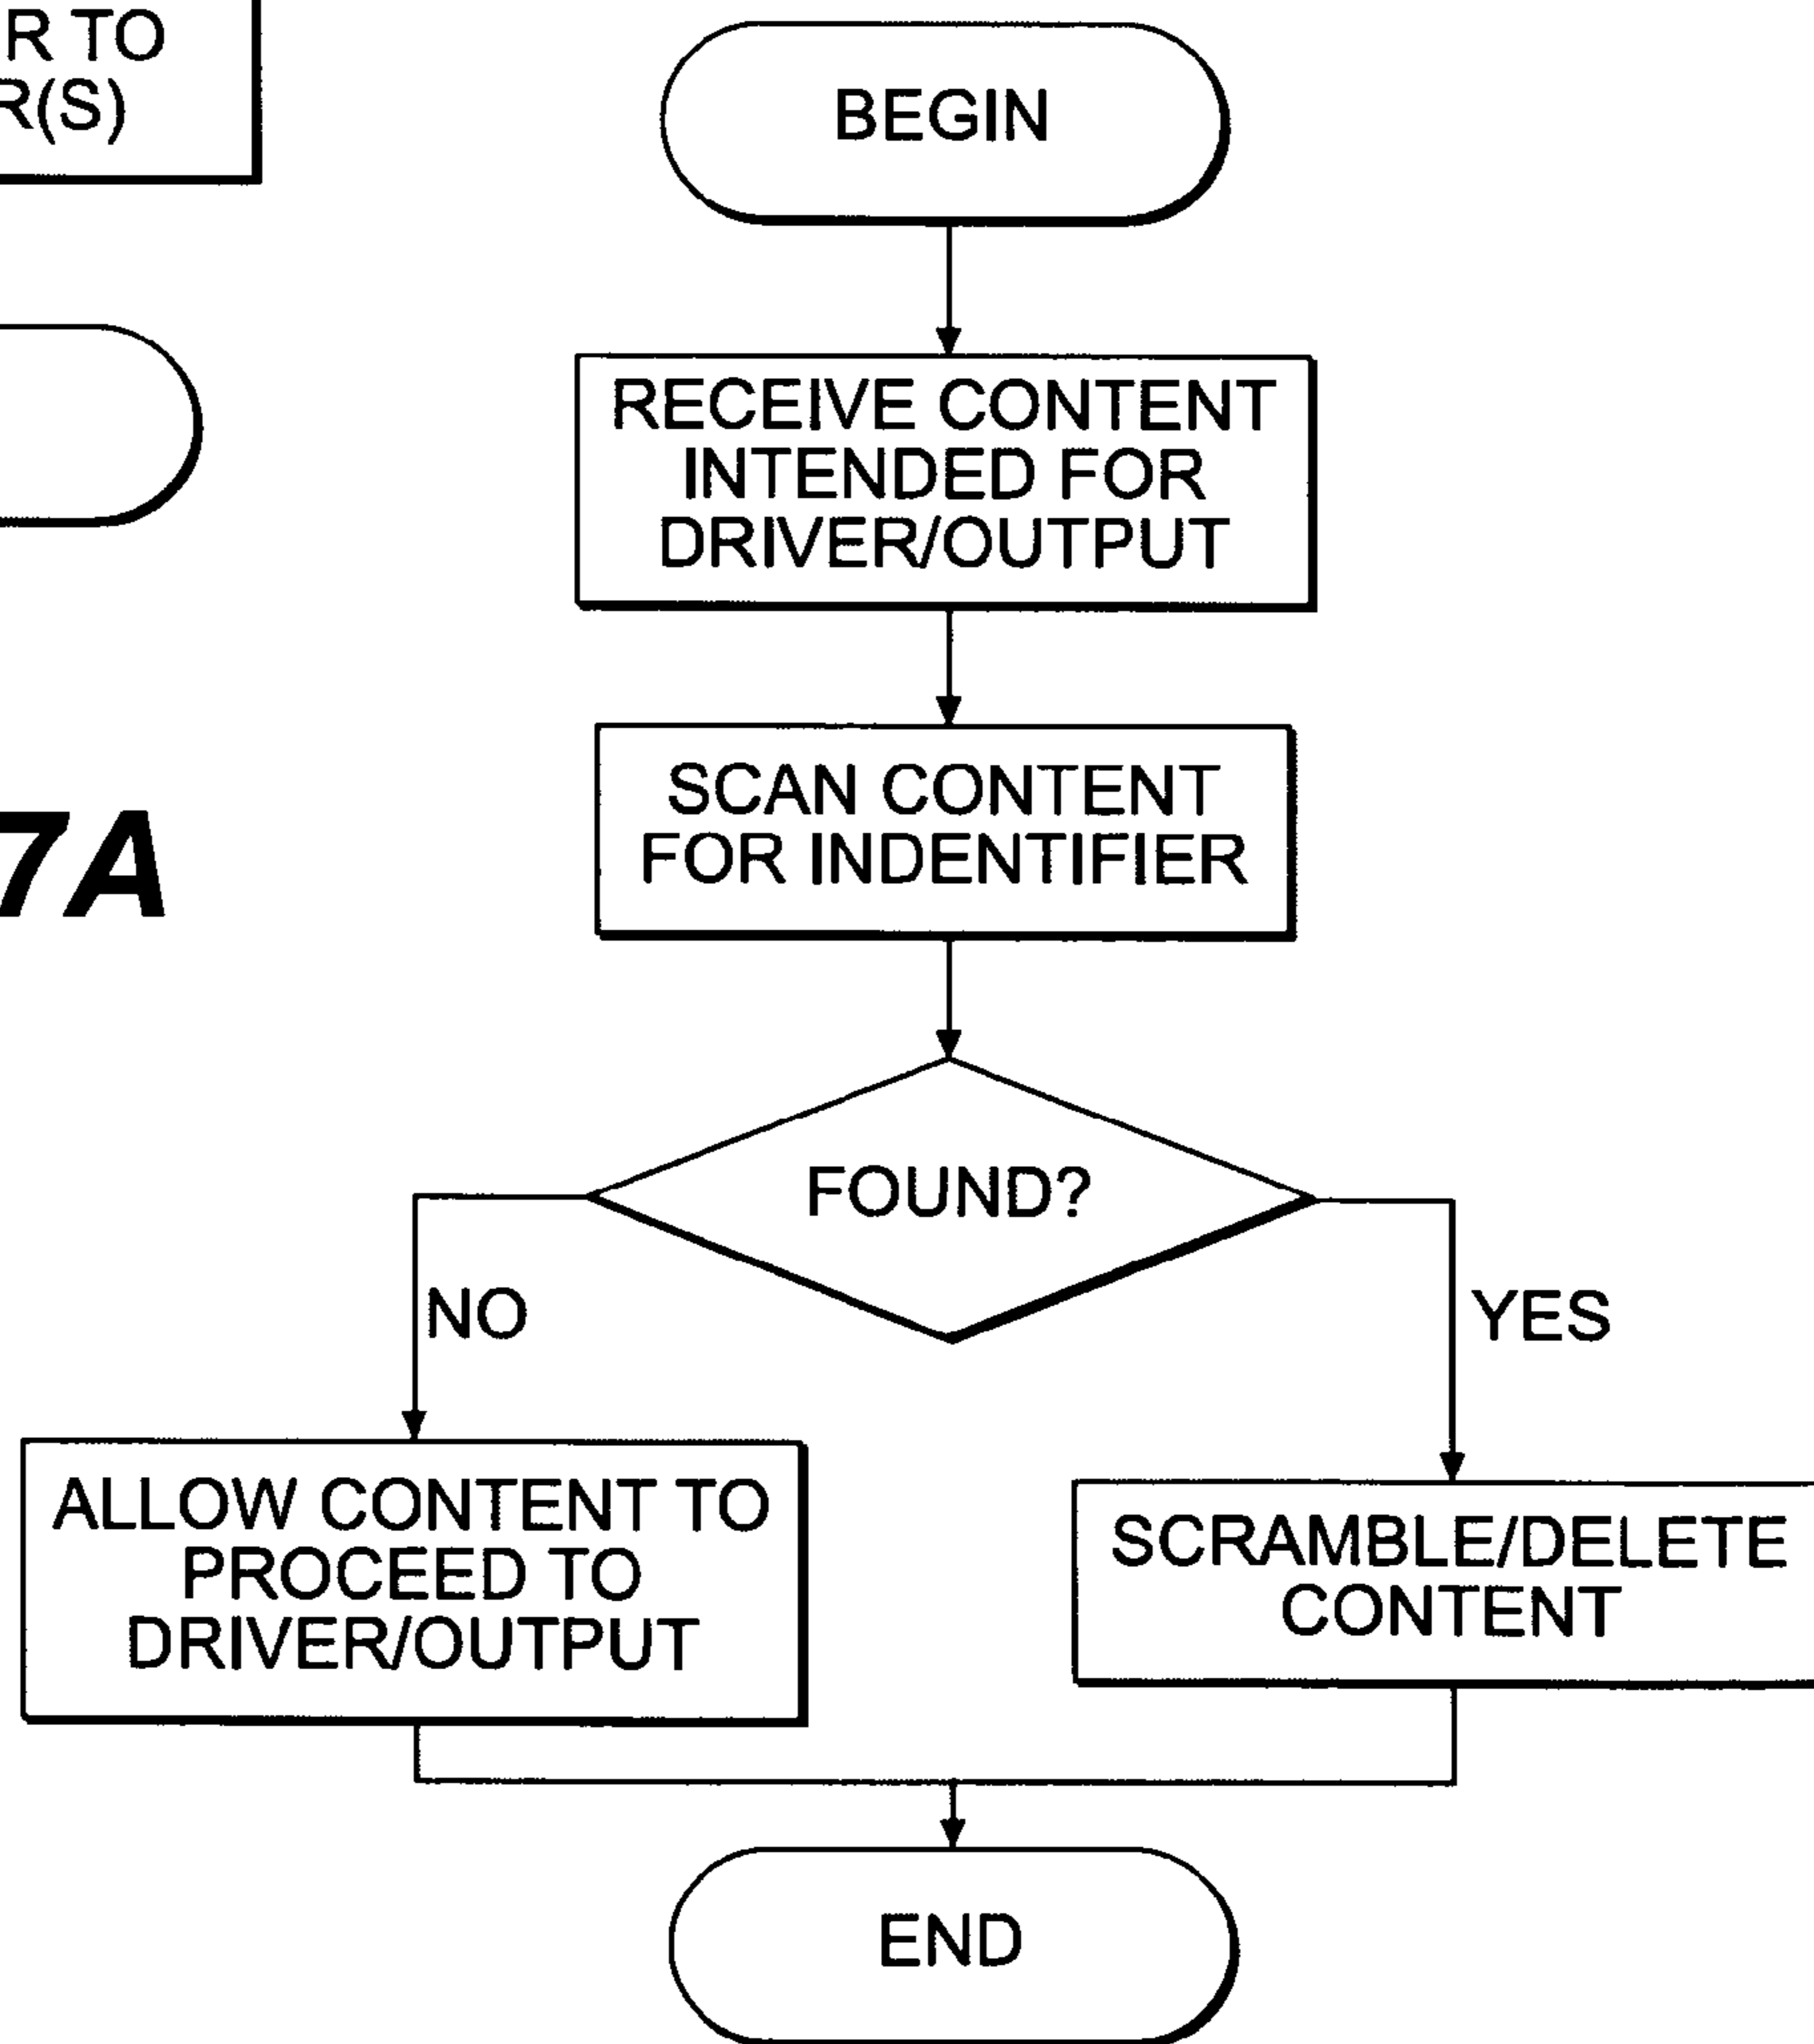 R TO
R(S)
7A
BEGIN
RECEIVE CONTENT
INTENDED FOR
DRIVER/OUTPUT
SCAN CONTENT
FOR INDENTIFIER
FOUND?
NO
YES
ALLOW CONTENT TO
PROCEED TO
DRIVER/OUTPUT
SCRAMBLE/DELETE
CONTENT
END